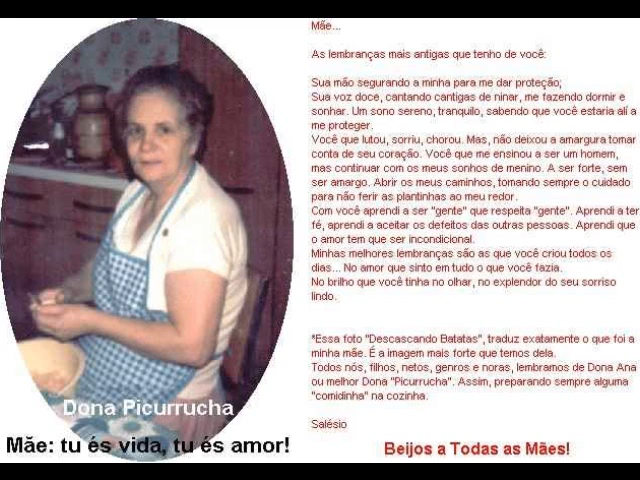 Mãe...
As lembranças mais antigas que tenho de você:
Sua mão segurando a minha para me dar proteção;
Sua voz doce, cantando cantigas de ninar, me fazendo dormir e
sonhar. Um sono sereno, tranquilo, sabendo que você estaria alí a
me proteger.
Você que lutou, sorriu, chorou. Mas, não deixou a amargura tomar
conta de seu coração. Você que me ensinou a ser um homem,
mas continuar com os meus sonhos de menino. A ser forte, sem
ser amargo. Abrir os meus caminhos, tomando sempre o cuidado
para não ferir as plantinhas ao meu redor.
Com você aprendi a ser "gente" que respeita "gente". Aprendi a ter
fé, aprendi a aceitar os defeitos das outras pessoas. Aprendi que
o amor tem que ser incondicional.
Minhas melhores lembranças são as que você criou todos os
dias... No amor que sinto em tudo o que você fazia.
No brilho que você tinha no olhar, no explendor do seu sorriso
lindo.
"Essa foto "Descascando Batatas", traduz exatamente o que foi a
minha mãe. É a imagem mais forte que temos dela.
Todos nós, filhos, netos, genros e noras, lembramos de Dona Ana
ou melhor Dona "Picurrucha". Assim, preparando sempre alguma
"comidinha" na cozinha.
Salésio
Dona Picurrucha
Mãe: tu és vida, tu és amor!
Beijos a Todas as Mães!